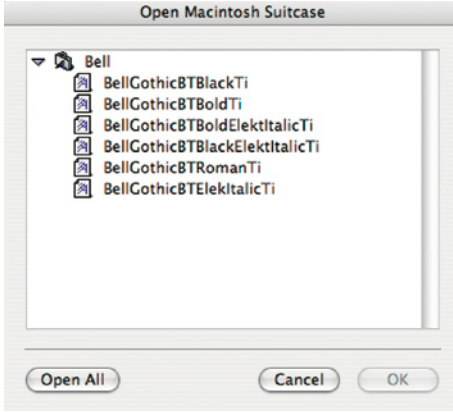 Open Macintosh Suitcase
Bell
BellGothicBTBlackTi
BellGothicBTBoldTi
BellGothicBTBoldElektItalicTi
BellGothicBTBlackElektItalicTi
BellGothicBTRomanTi
BellGothicBTElekItalicTi
Open All Cancel OK